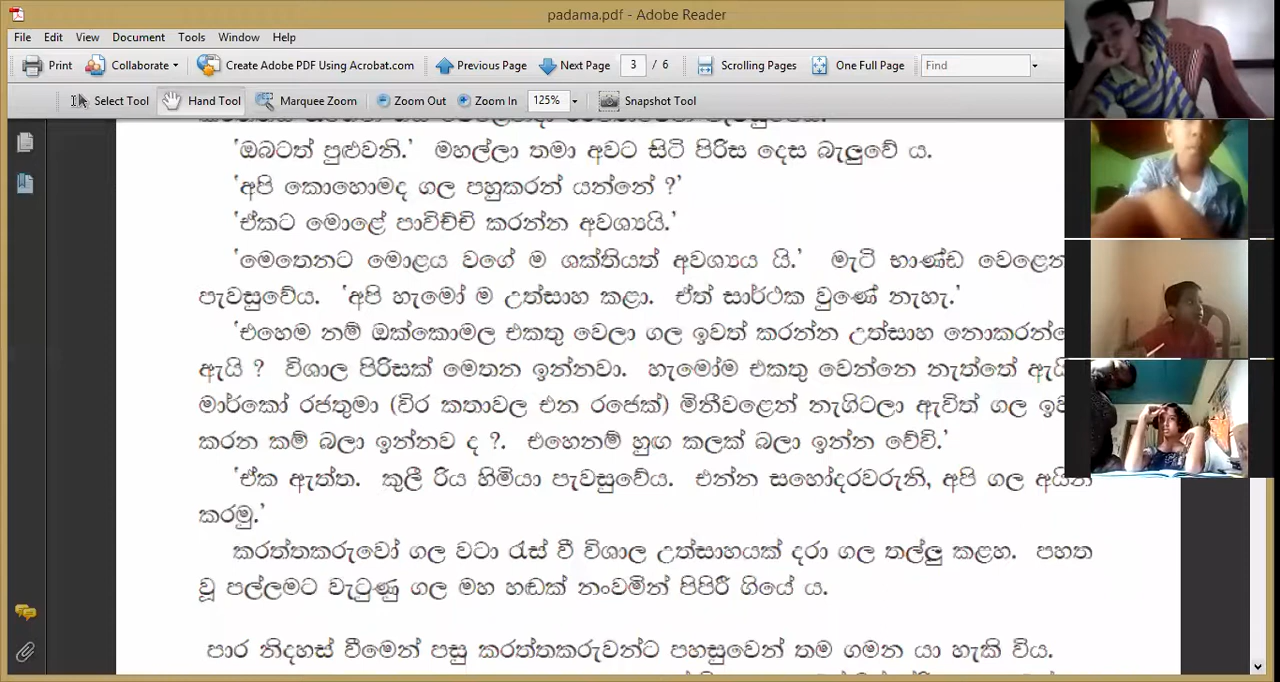 padama.pdf - Adobe Reader
File Edit View Document Tools Window Help
Print Collaborate Create Adobe PDF Using Acrobat.com Previous Page Next Page 3 / 6 Scrolling Pages One Full Page Find
Select Tool Hand Tool Marquee Zoom Zoom Out Zoom In 125% Snapshot Tool
‘ඔබටත් පුළුවනි.’ මහල්ලා තමා අවට සිටි පිරිස දෙස බැලුවේ ය.
‘අපි කොහොමද ගල පහුකරන් යන්නේ ?’
‘ඒකට මොළේ පාවිච්චි කරන්න අවශ්‍යයි.’
‘මෙතෙනට මොළය වගේ ම ශක්තියත් අවශ්‍යය යි.’ මැටි භාණ්ඩ
පැවසුවේය. ‘අපි හැමෝ ම උත්සාහ කළා. ඒත් සාර්ථක වුණේ නැහැ.’
‘එහෙම නම් ඔක්කොමල එකතු වෙලා ගල ඉවත් කරන්න උත්සාහ
ඇයි ? විශාල පිරිසක් මෙතන ඉන්නවා. හැමෝම එකතු වෙන්නෙ නැත්තේ
මාර්කෝ රජතුමා (වීර කතාවල එන රජෙක්) මිනීවළෙන් නැගිටලා ඇවිත් ගල
කරන කම් බලා ඉන්නව ද ?. එහෙනම් හුඟ කලක් බලා ඉන්න වේවි.’
‘ඒක ඇත්ත. කුලී රිය හිමියා පැවසුවේය. එන්න සහෝදරවරුනි, අපි ගල අයින්
කරමු.’
කරත්තකරුවෝ ගල වටා රැස් වී විශාල උත්සාහයක් දරා ගල තල්ලු කළහ. පහත
වූ පල්ලමට වැටුණු ගල මහ හඬක් නංවමින් පිපිරී ගියේ ය.
පාර නිදහස් වීමෙන් පසු කරත්තකරුවන්ට පහසුවෙන් තම ගමන යා හැකි විය.